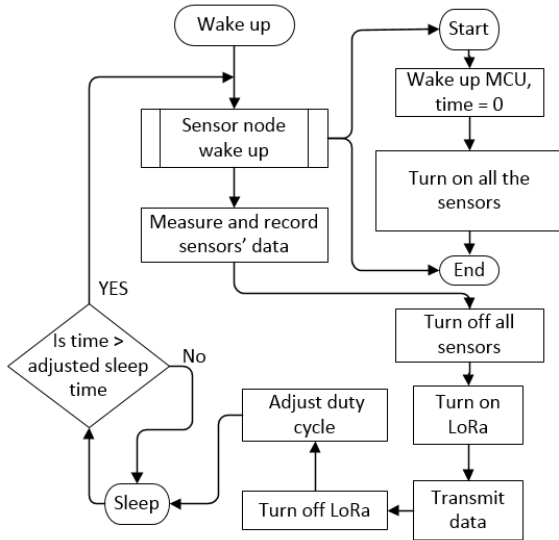 Wake up
Start
Wake up MCU,
time = 0
Sensor node
wake up
Turn on all the
sensors
Measure and record
sensors' data
End
YES
Turn off all
sensors
Is time >
adjusted sleep
time
No
Adjust duty
cycle
Turn on
LoRa
Sleep
Turn off LoRa
Transmit
data